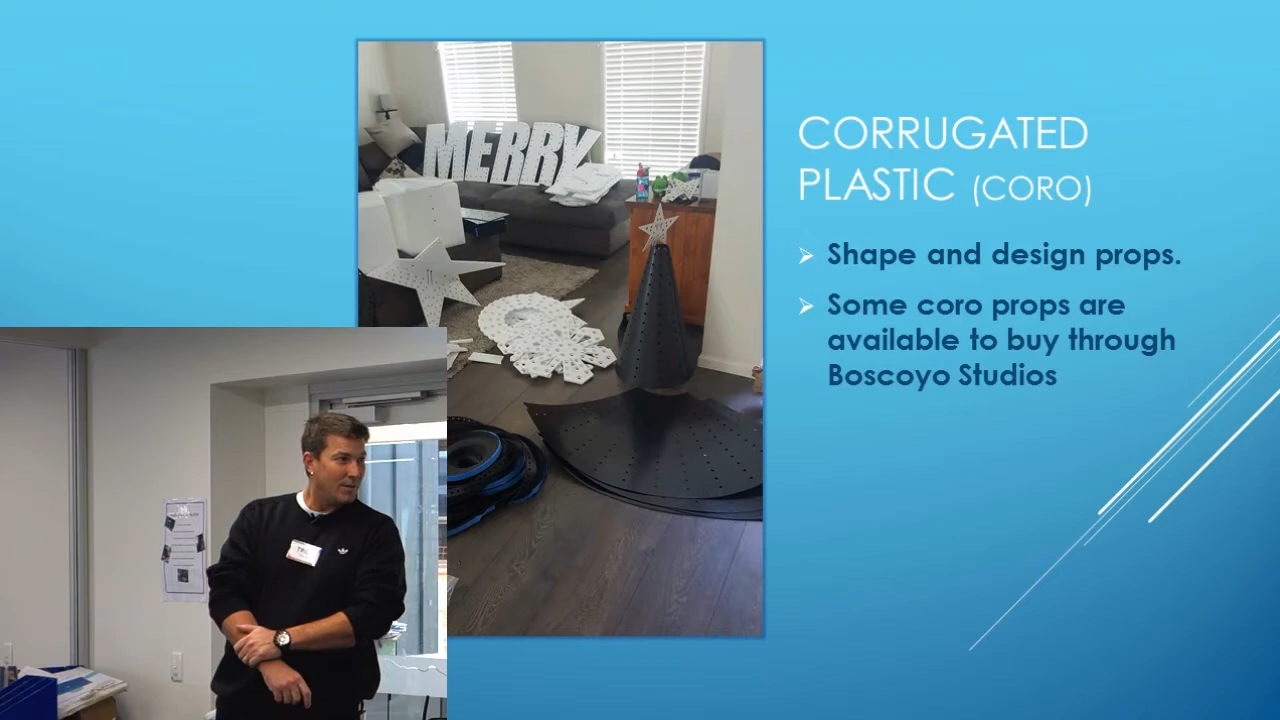 MERRY
CORRUGATED
PLASTIC (CORO)
Shape and design props.
Some coro props are
available to buy through
Boscoyo Studios